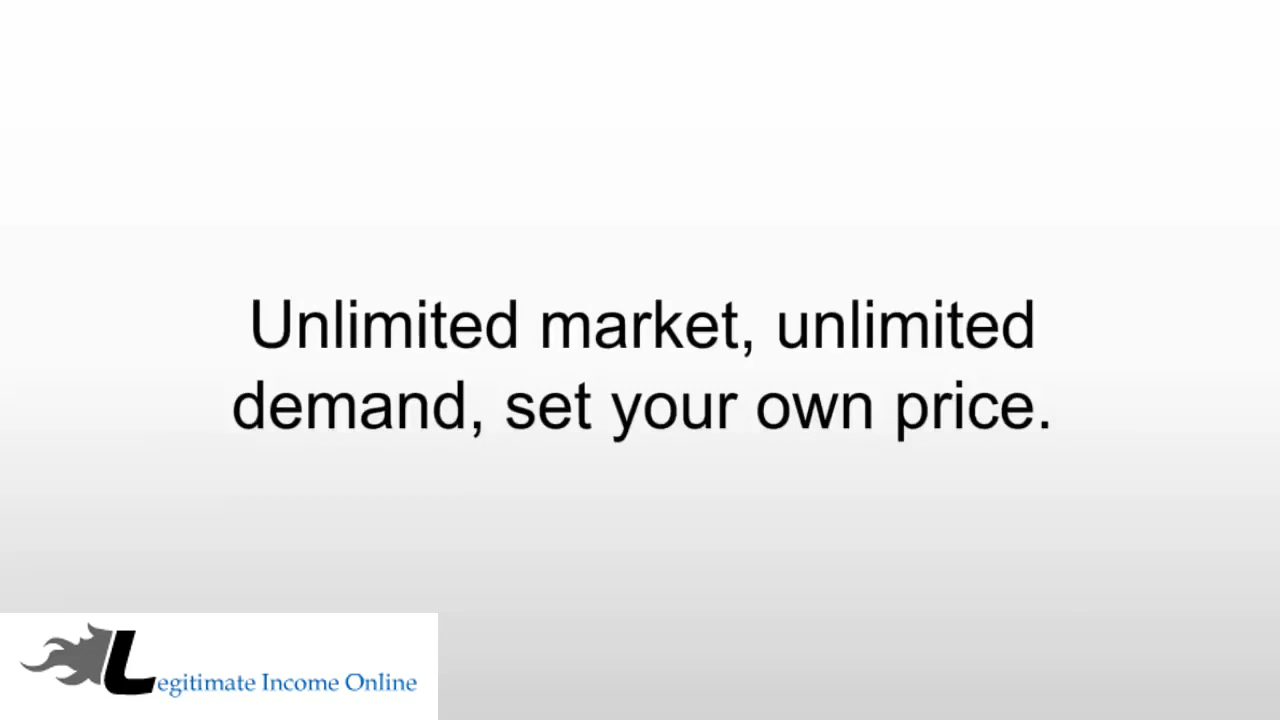 Unlimited market, unlimited
demand, set your own price.
Legitimate Income Online